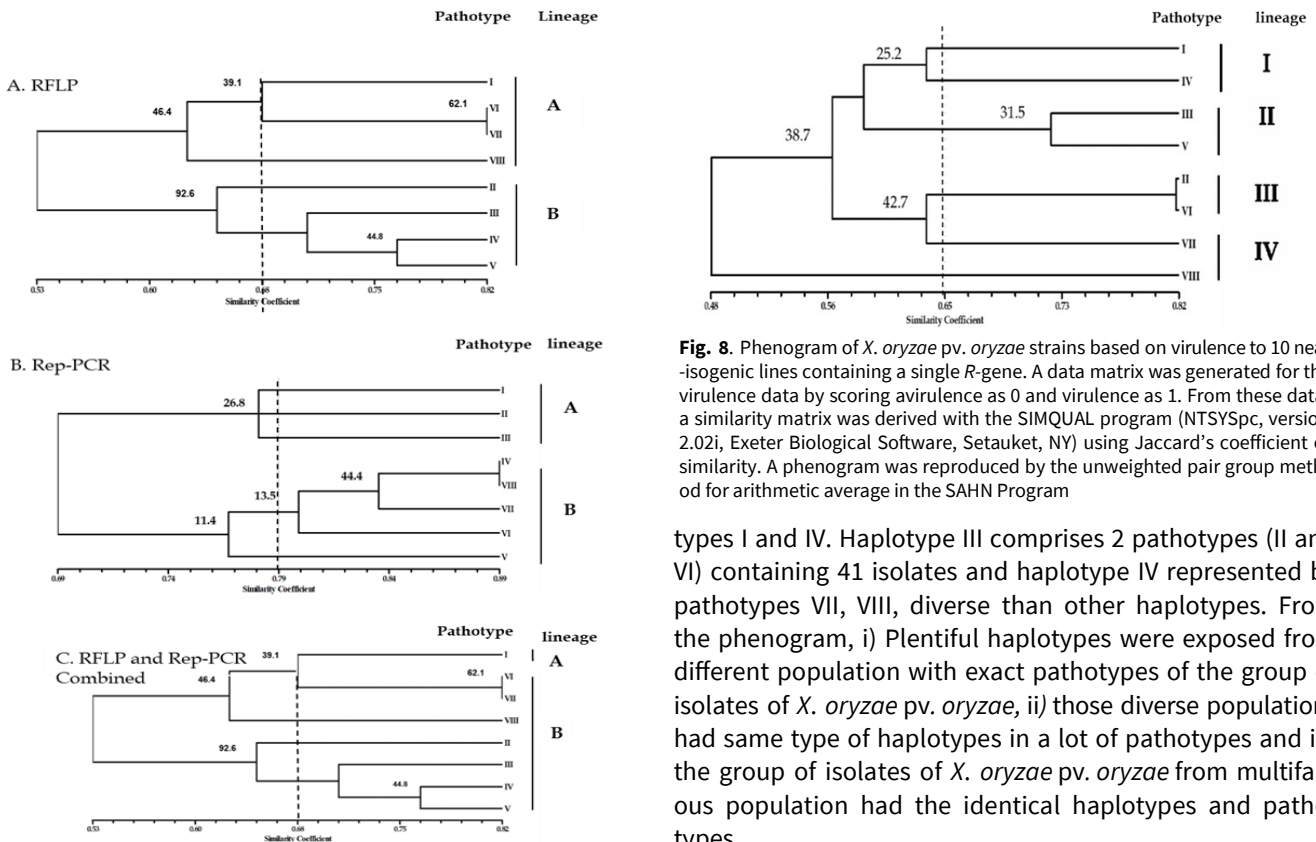 Pathotype Lineage
A. RFLP
39.1
I
46.4
62.1
VI
A
VII
VIII
92.6
II
III
B
44.8
IV
V
0.53 0.60 0.68 0.75 0.82
Similarity Coefficient
Pathotype lineage
B. Rep-PCR
I
26.8
II
A
III
IV
44.4
VIII
13.5
VII
B
11.4
VI
V
0.69 0.74 0.79 0.84 0.89
Similarity Coefficient
Pathotype lineage
C. RFLP and Rep-PCR
Combined
39.1
I
A
46.4
62.1
VI
VII
VIII
B
92.6
II
III
44.8
IV
V
0.53 0.60 0.68 0.75 0.82
Similarity Coefficient
Pathotype lineage
I
25.2
I
IV
31.5
III
II
38.7
V
II
III
42.7
VI
VII
IV
VIII
0.48 0.56 0.65 0.73 0.82
Similarity Coefficient
Fig. 8. Phenogram of X. oryzae pv. oryzae strains based on virulence to 10 nea
-isogenic lines containing a single R-gene. A data matrix was generated for th
virulence data by scoring avirulence as 0 and virulence as 1. From these data
a similarity matrix was derived with the SIMQUAL program (NTSYSpc, versio
2.02i, Exeter Biological Software, Setauket, NY) using Jaccard's coefficient o
similarity. A phenogram was reproduced by the unweighted pair group meth
od for arithmetic average in the SAHN Program
types I and IV. Haplotype III comprises 2 pathotypes (II an
VI) containing 41 isolates and haplotype IV represented b
pathotypes VII, VIII, diverse than other haplotypes. Fro
the phenogram, i) Plentiful haplotypes were exposed fro
different population with exact pathotypes of the group
isolates of X. oryzae pv. oryzae, ii) those diverse population
had same type of haplotypes in a lot of pathotypes and i
the group of isolates of X. oryzae pv. oryzae from multifa
ous population had the identical haplotypes and path
types